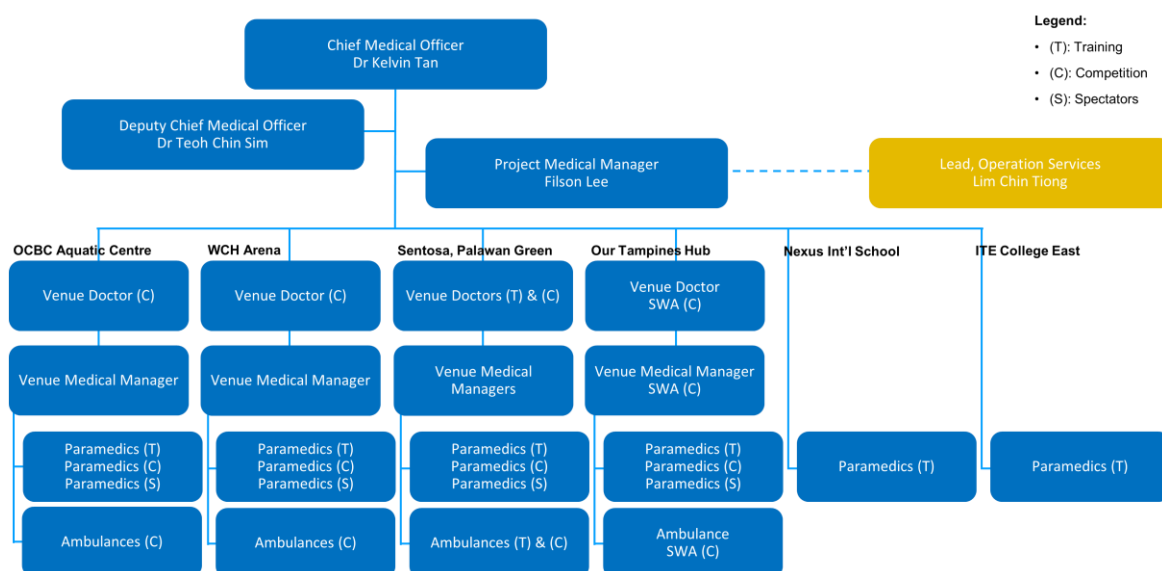 Chief Medical Officer
Dr Kelvin Tan
Legend:
• (T): Training
• (C): Competition
• (S): Spectators
Deputy Chief Medical Officer
Dr Teoh Chin Sim
Project Medical Manager
Filson Lee
Lead, Operation Services
Lim Chin Tiong
OCBC Aquatic Centre
Venue Doctor (C)
Venue Medical Manager
Paramedics (T)
Paramedics (C)
Paramedics (S)
Ambulances (C)
WCH Arena
Venue Doctor (C)
Venue Medical Manager
Paramedics (T)
Paramedics (C)
Paramedics (S)
Ambulances (C)
Sentosa, Palawan Green
Venue Doctors (T) & (C)
Venue Medical
Managers
Paramedics (T)
Paramedics (C)
Paramedics (S)
Ambulances (T) & (C)
Our Tampines Hub
Venue Doctor
SWA (C)
Venue Medical Manager
SWA (C)
Paramedics (T)
Paramedics (C)
Paramedics (S)
Ambulance
SWA (C)
Nexus Int'l School
Paramedics (T)
ITE College East
Paramedics (T)